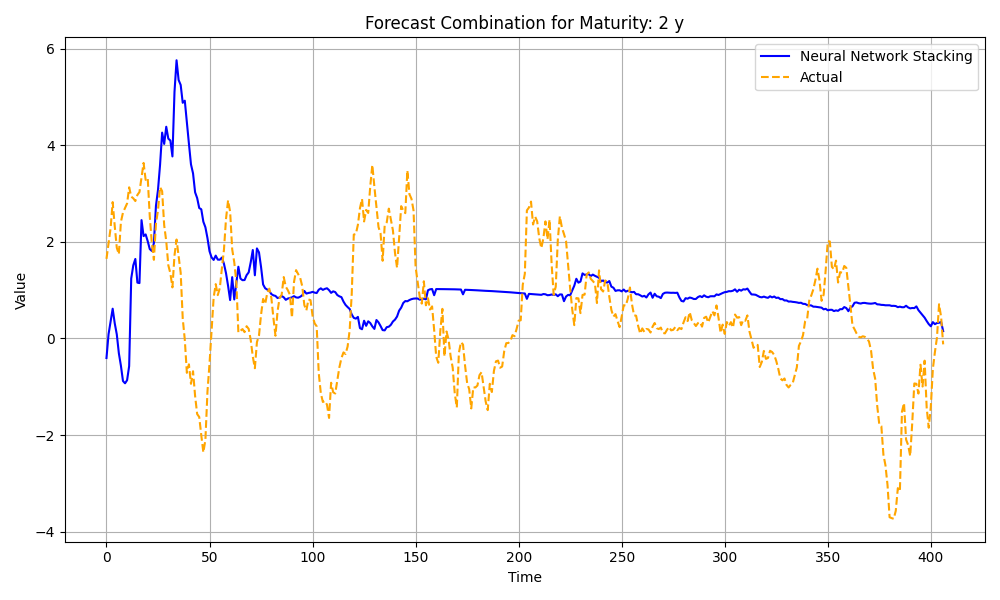 Forecast Combination for Maturity: 2 y
Neural Network Stacking
Actual
Value
6
4
2
0
−2
−4
0 50 100 150 200 250 300 350 400
Time